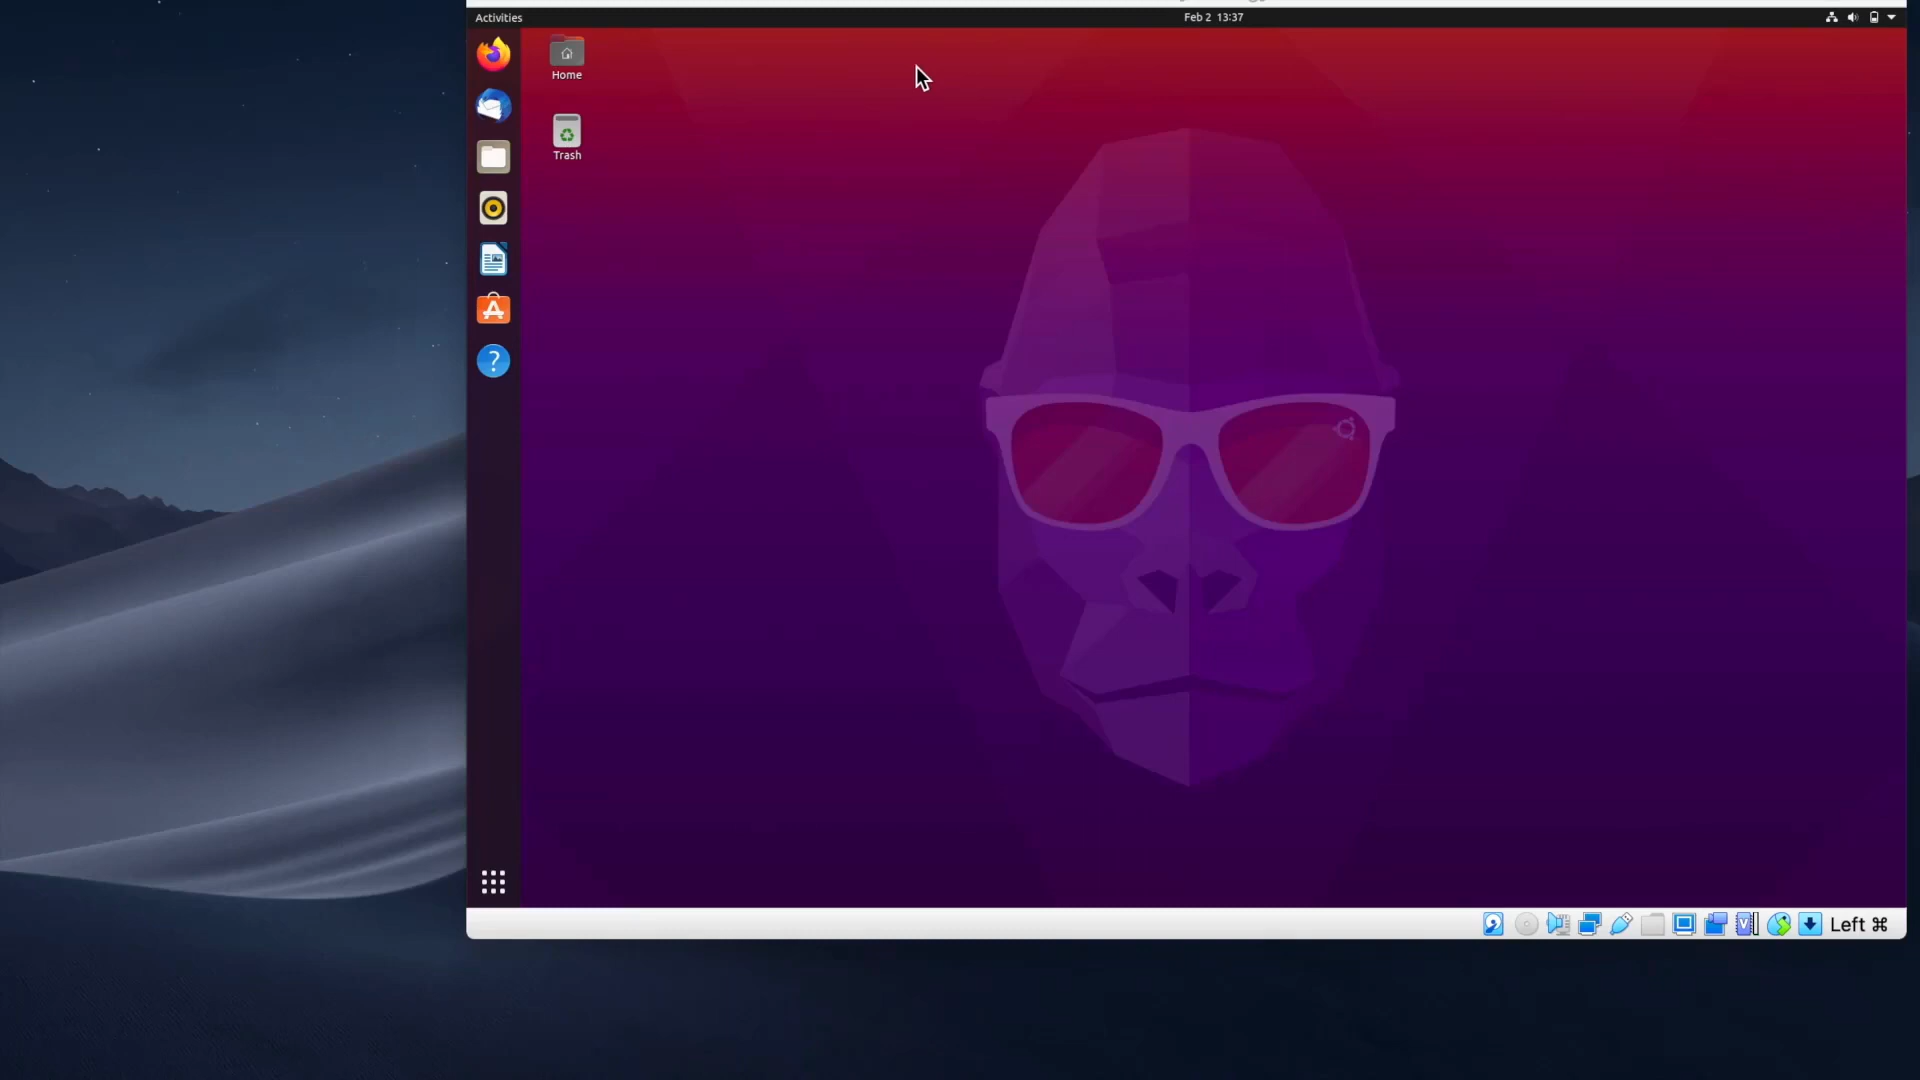 Activities
Feb 2 13:37
Home
Trash
Left ⌘